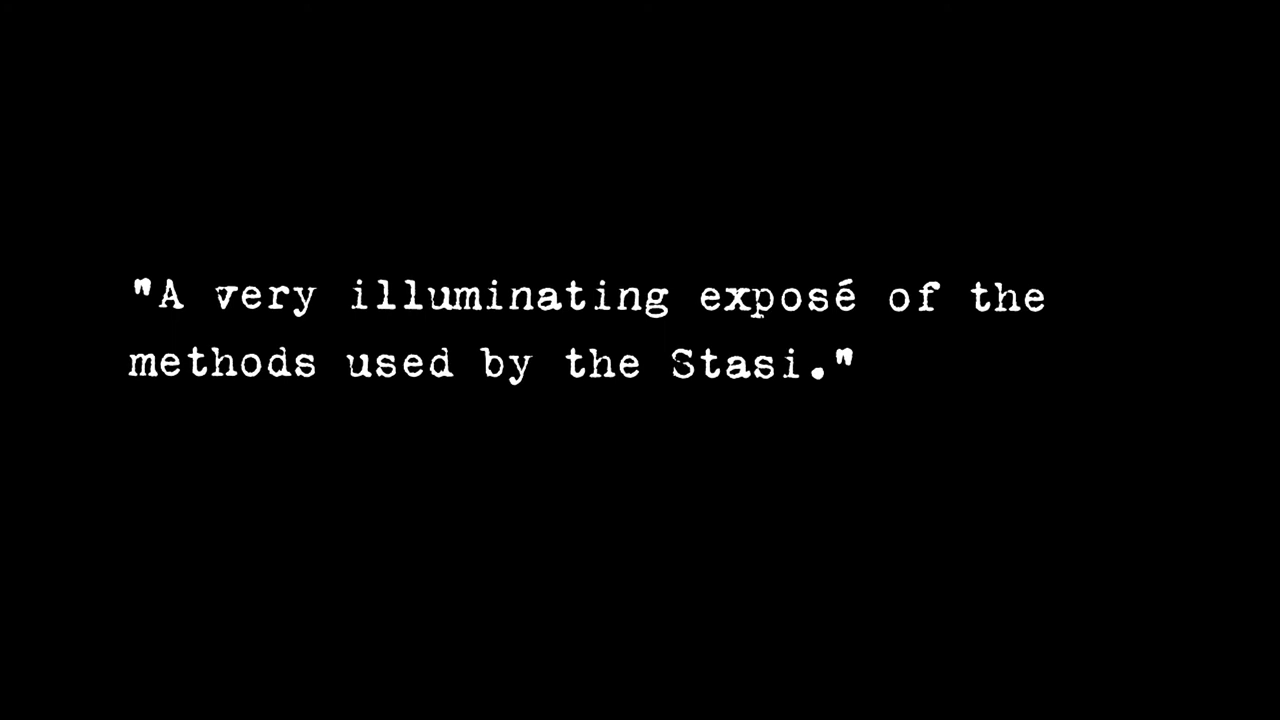 "A very illuminating exposé of the
methods used by the Stasi."